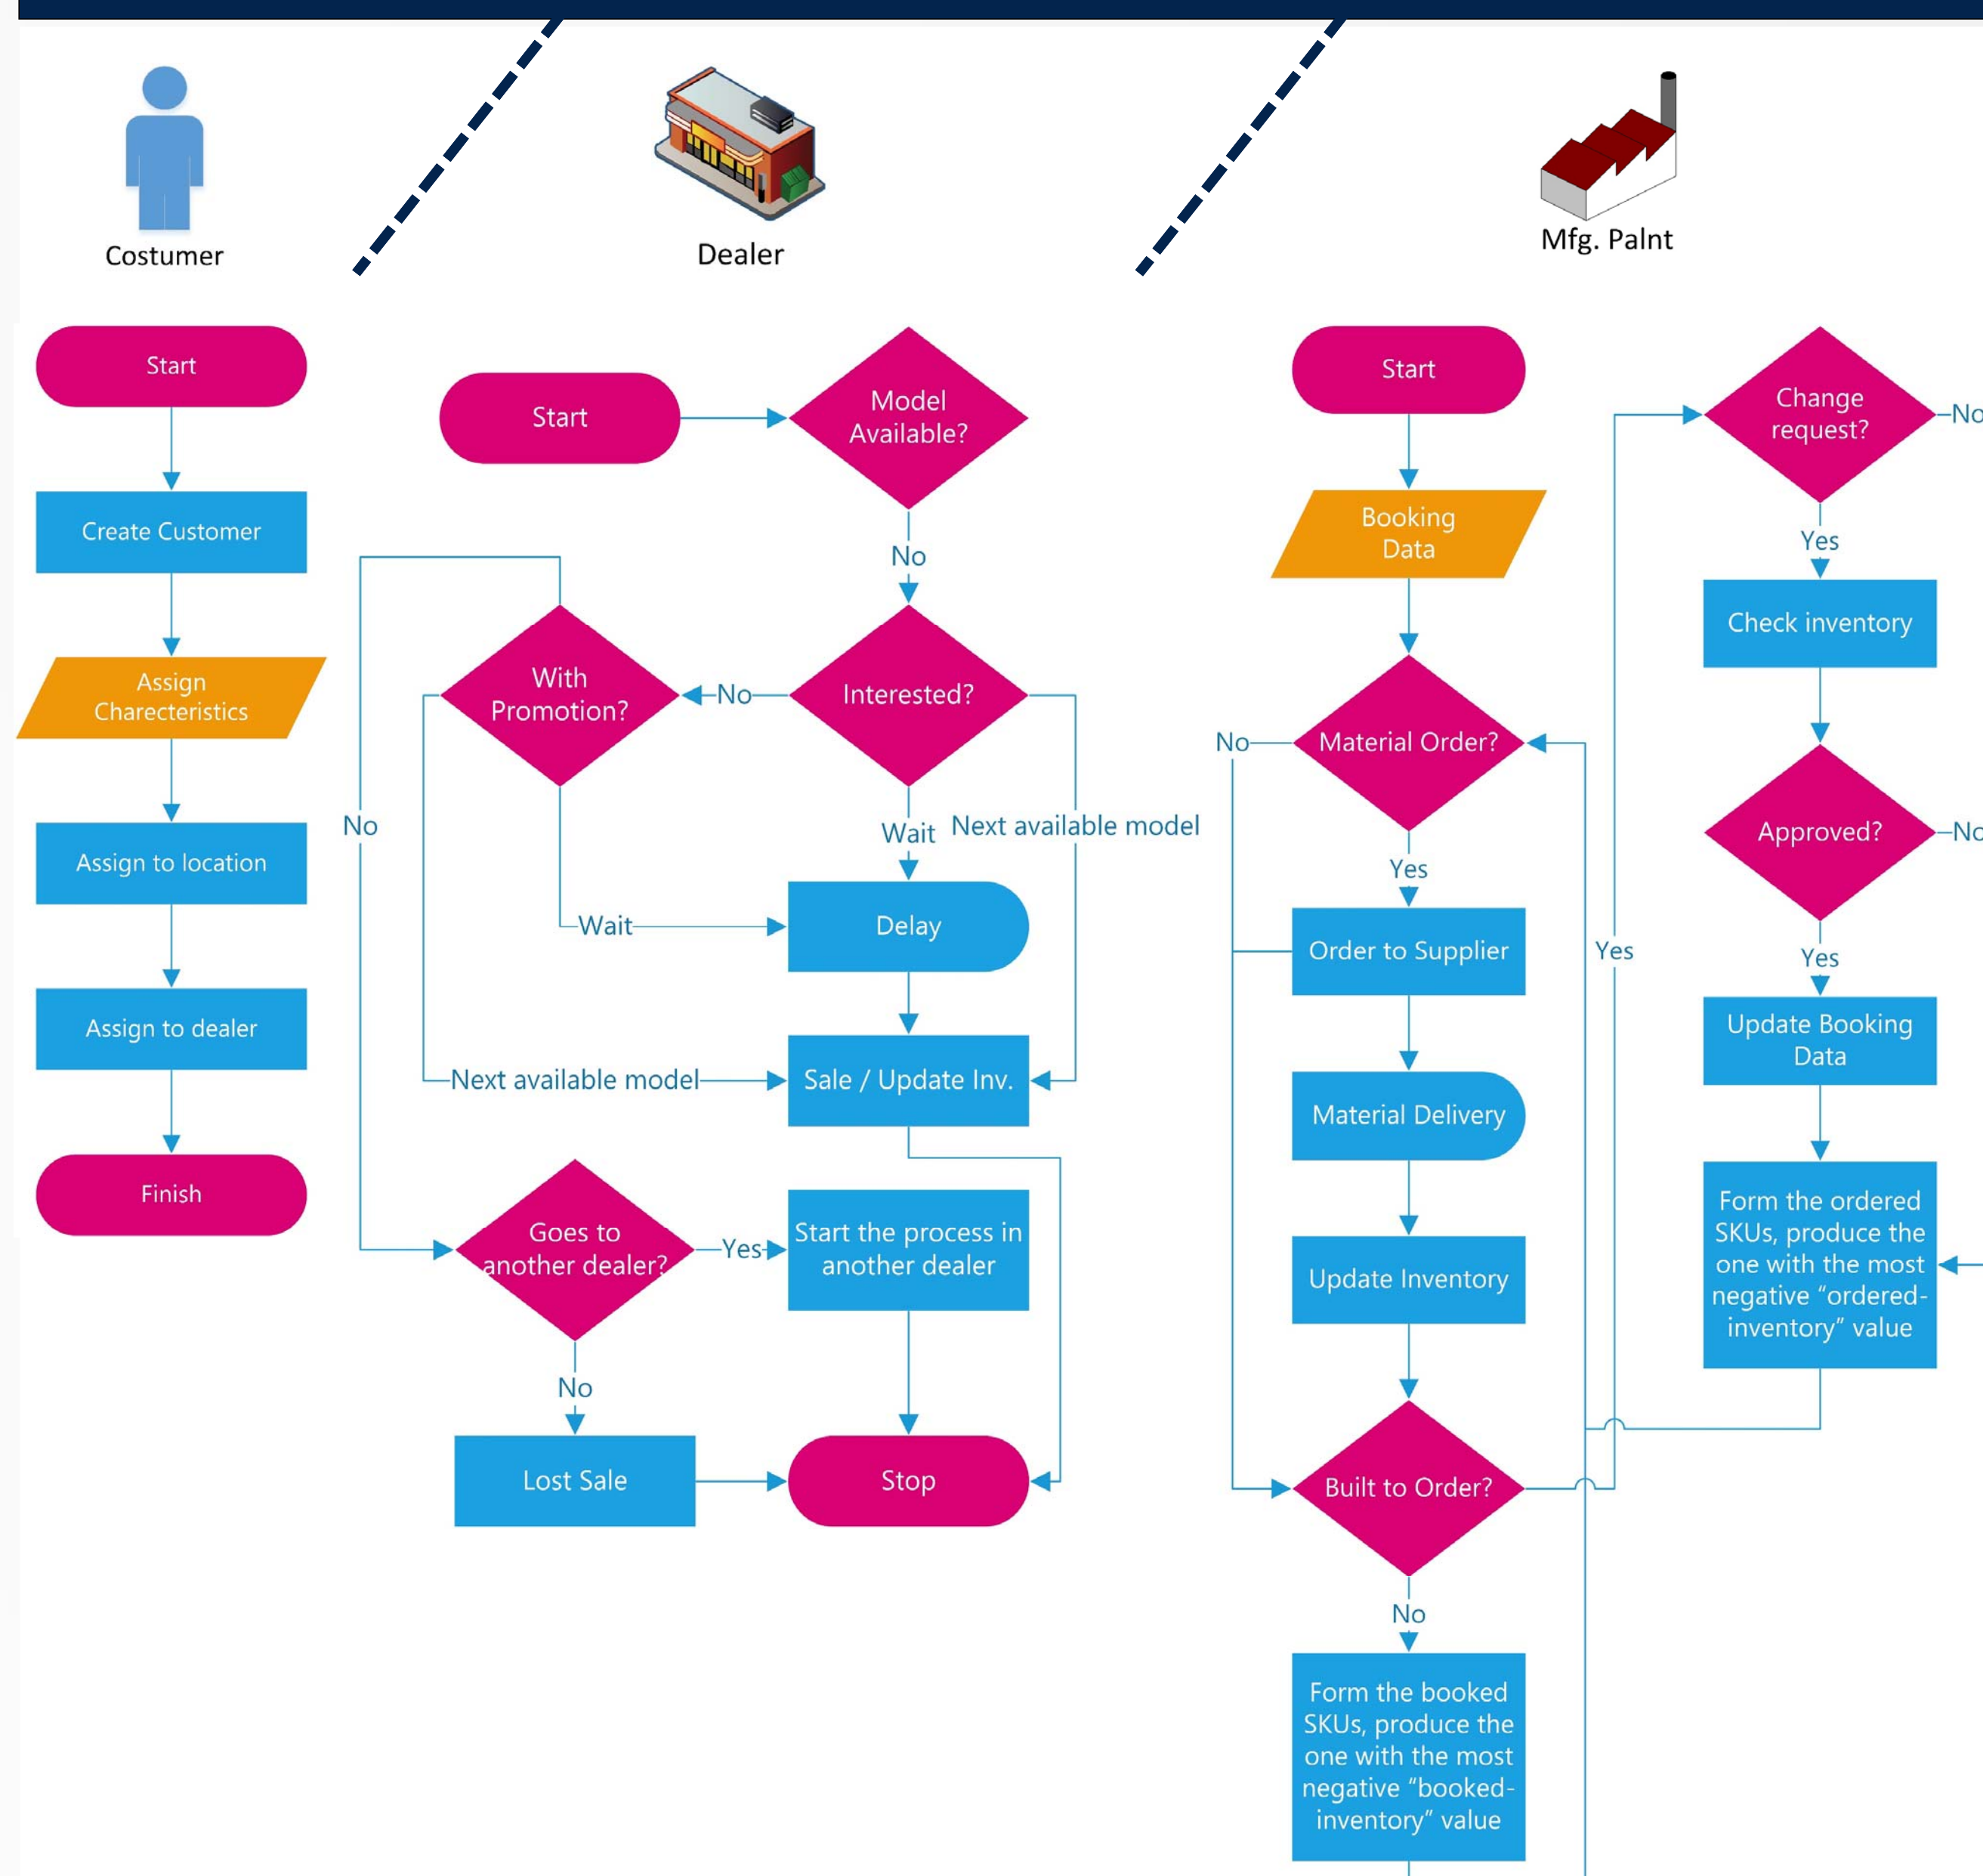 Costumer
Dealer
Mfg. Palnt
Start
Create Customer
Assign
Charecteristics
Assign to location
Assign to dealer
Finish
Start
Model
Available?
No
Interested?
No
With
Promotion?
No
Wait
Next available model
Wait
Delay
Next available model
Sale / Update Inv.
Goes to
another dealer?
Yes
Start the process in
another dealer
No
Lost Sale
Stop
Start
Booking
Data
Material Order?
No
Yes
Order to Supplier
Material Delivery
Update Inventory
Built to Order?
Yes
No
Form the booked
SKUs, produce the
one with the most
negative “booked-
inventory” value
Change
request?
No
Yes
Check inventory
Approved?
No
Yes
Update Booking
Data
Form the ordered
SKUs, produce the
one with the most
negative “ordered-
inventory” value